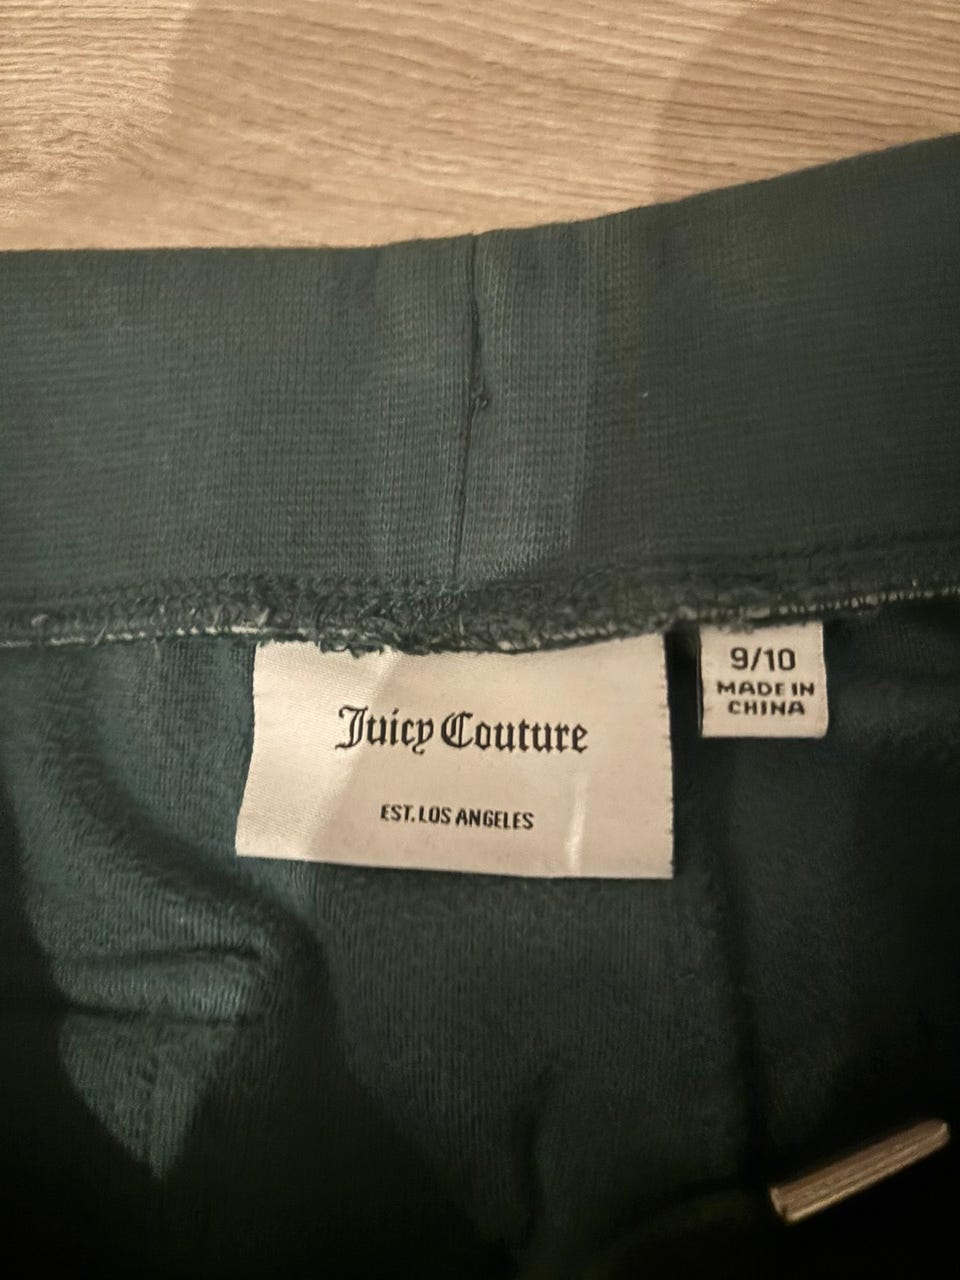 Juicy Couture
EST. LOS ANGELES
9/10
MADE IN
CHINA